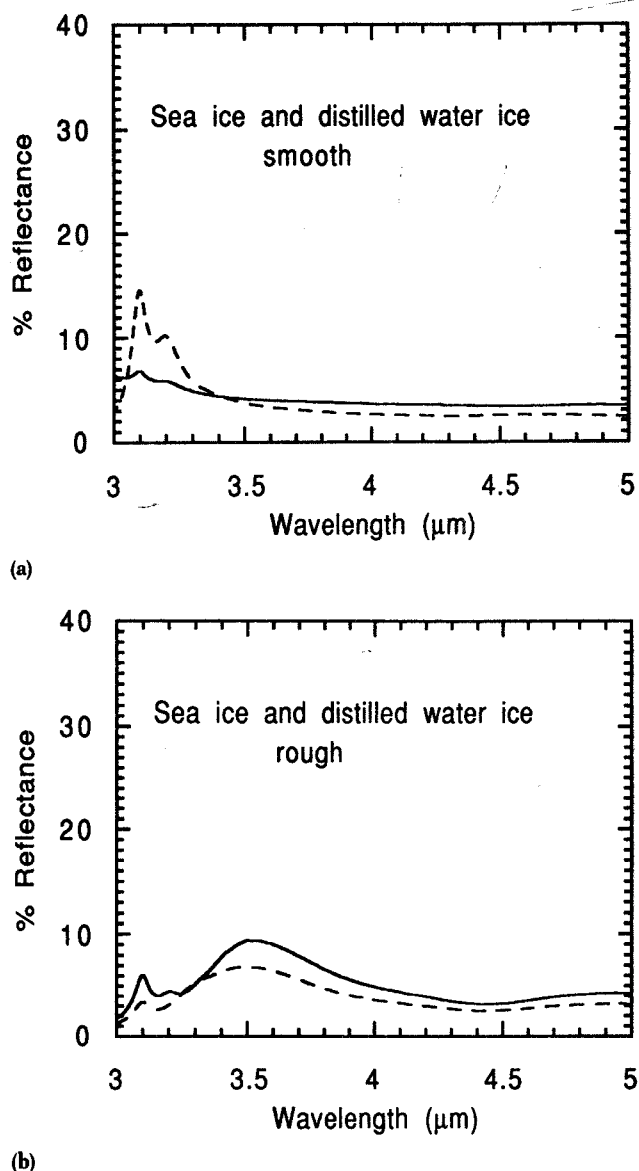 40
30
20
10
0
% Reflectance
Sea ice and distilled water ice
smooth
3 3.5 4 4.5 5
Wavelength (μm)
(a)
40
30
20
10
0
% Reflectance
Sea ice and distilled water ice
rough
3 3.5 4 4.5 5
Wavelength (μm)
(b)